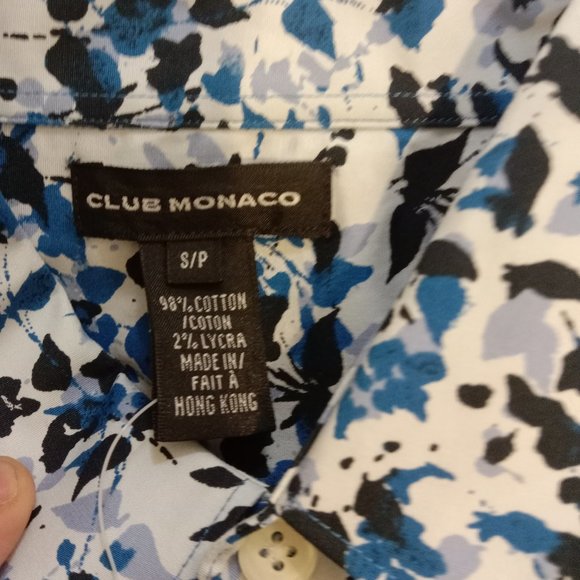 CLUB MONACO
S/P
98% COTTON
/COTON
2% LYCRA
MADE IN/
FAIT À
HONG KONG